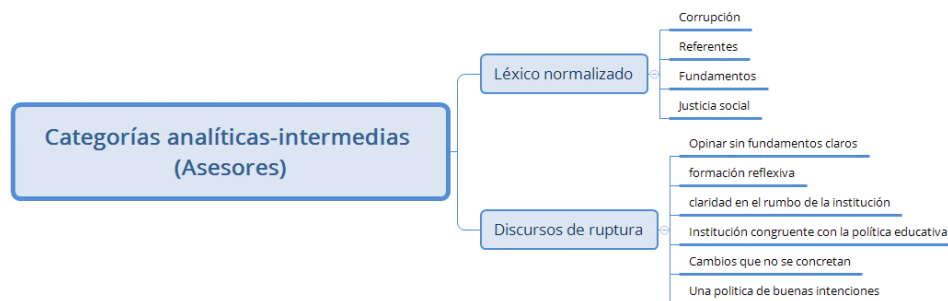 Categorías analíticas-intermedias
(Asesores)
Léxico normalizado
Corrupción
Referentes
Fundamentos
Justicia social
Discursos de ruptura
Opinar sin fundamentos claros
formación reflexiva
claridad en el rumbo de la institución
Institución congruente con la política educativa
Cambios que no se concretan
Una politica de buenas intenciones